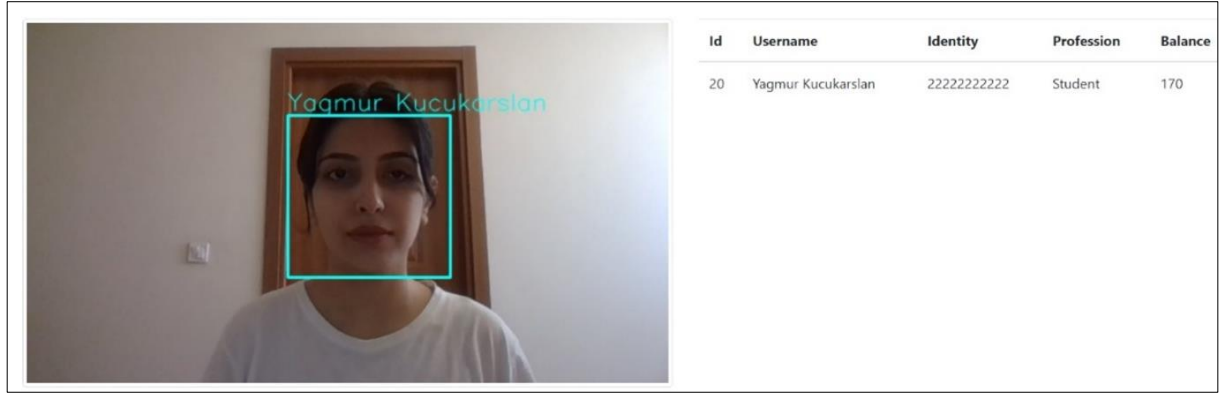 Yagmur Kucukarslan
Id Username Identity Profession Balance
20 Yagmur Kucukarslan 22222222222 Student 170